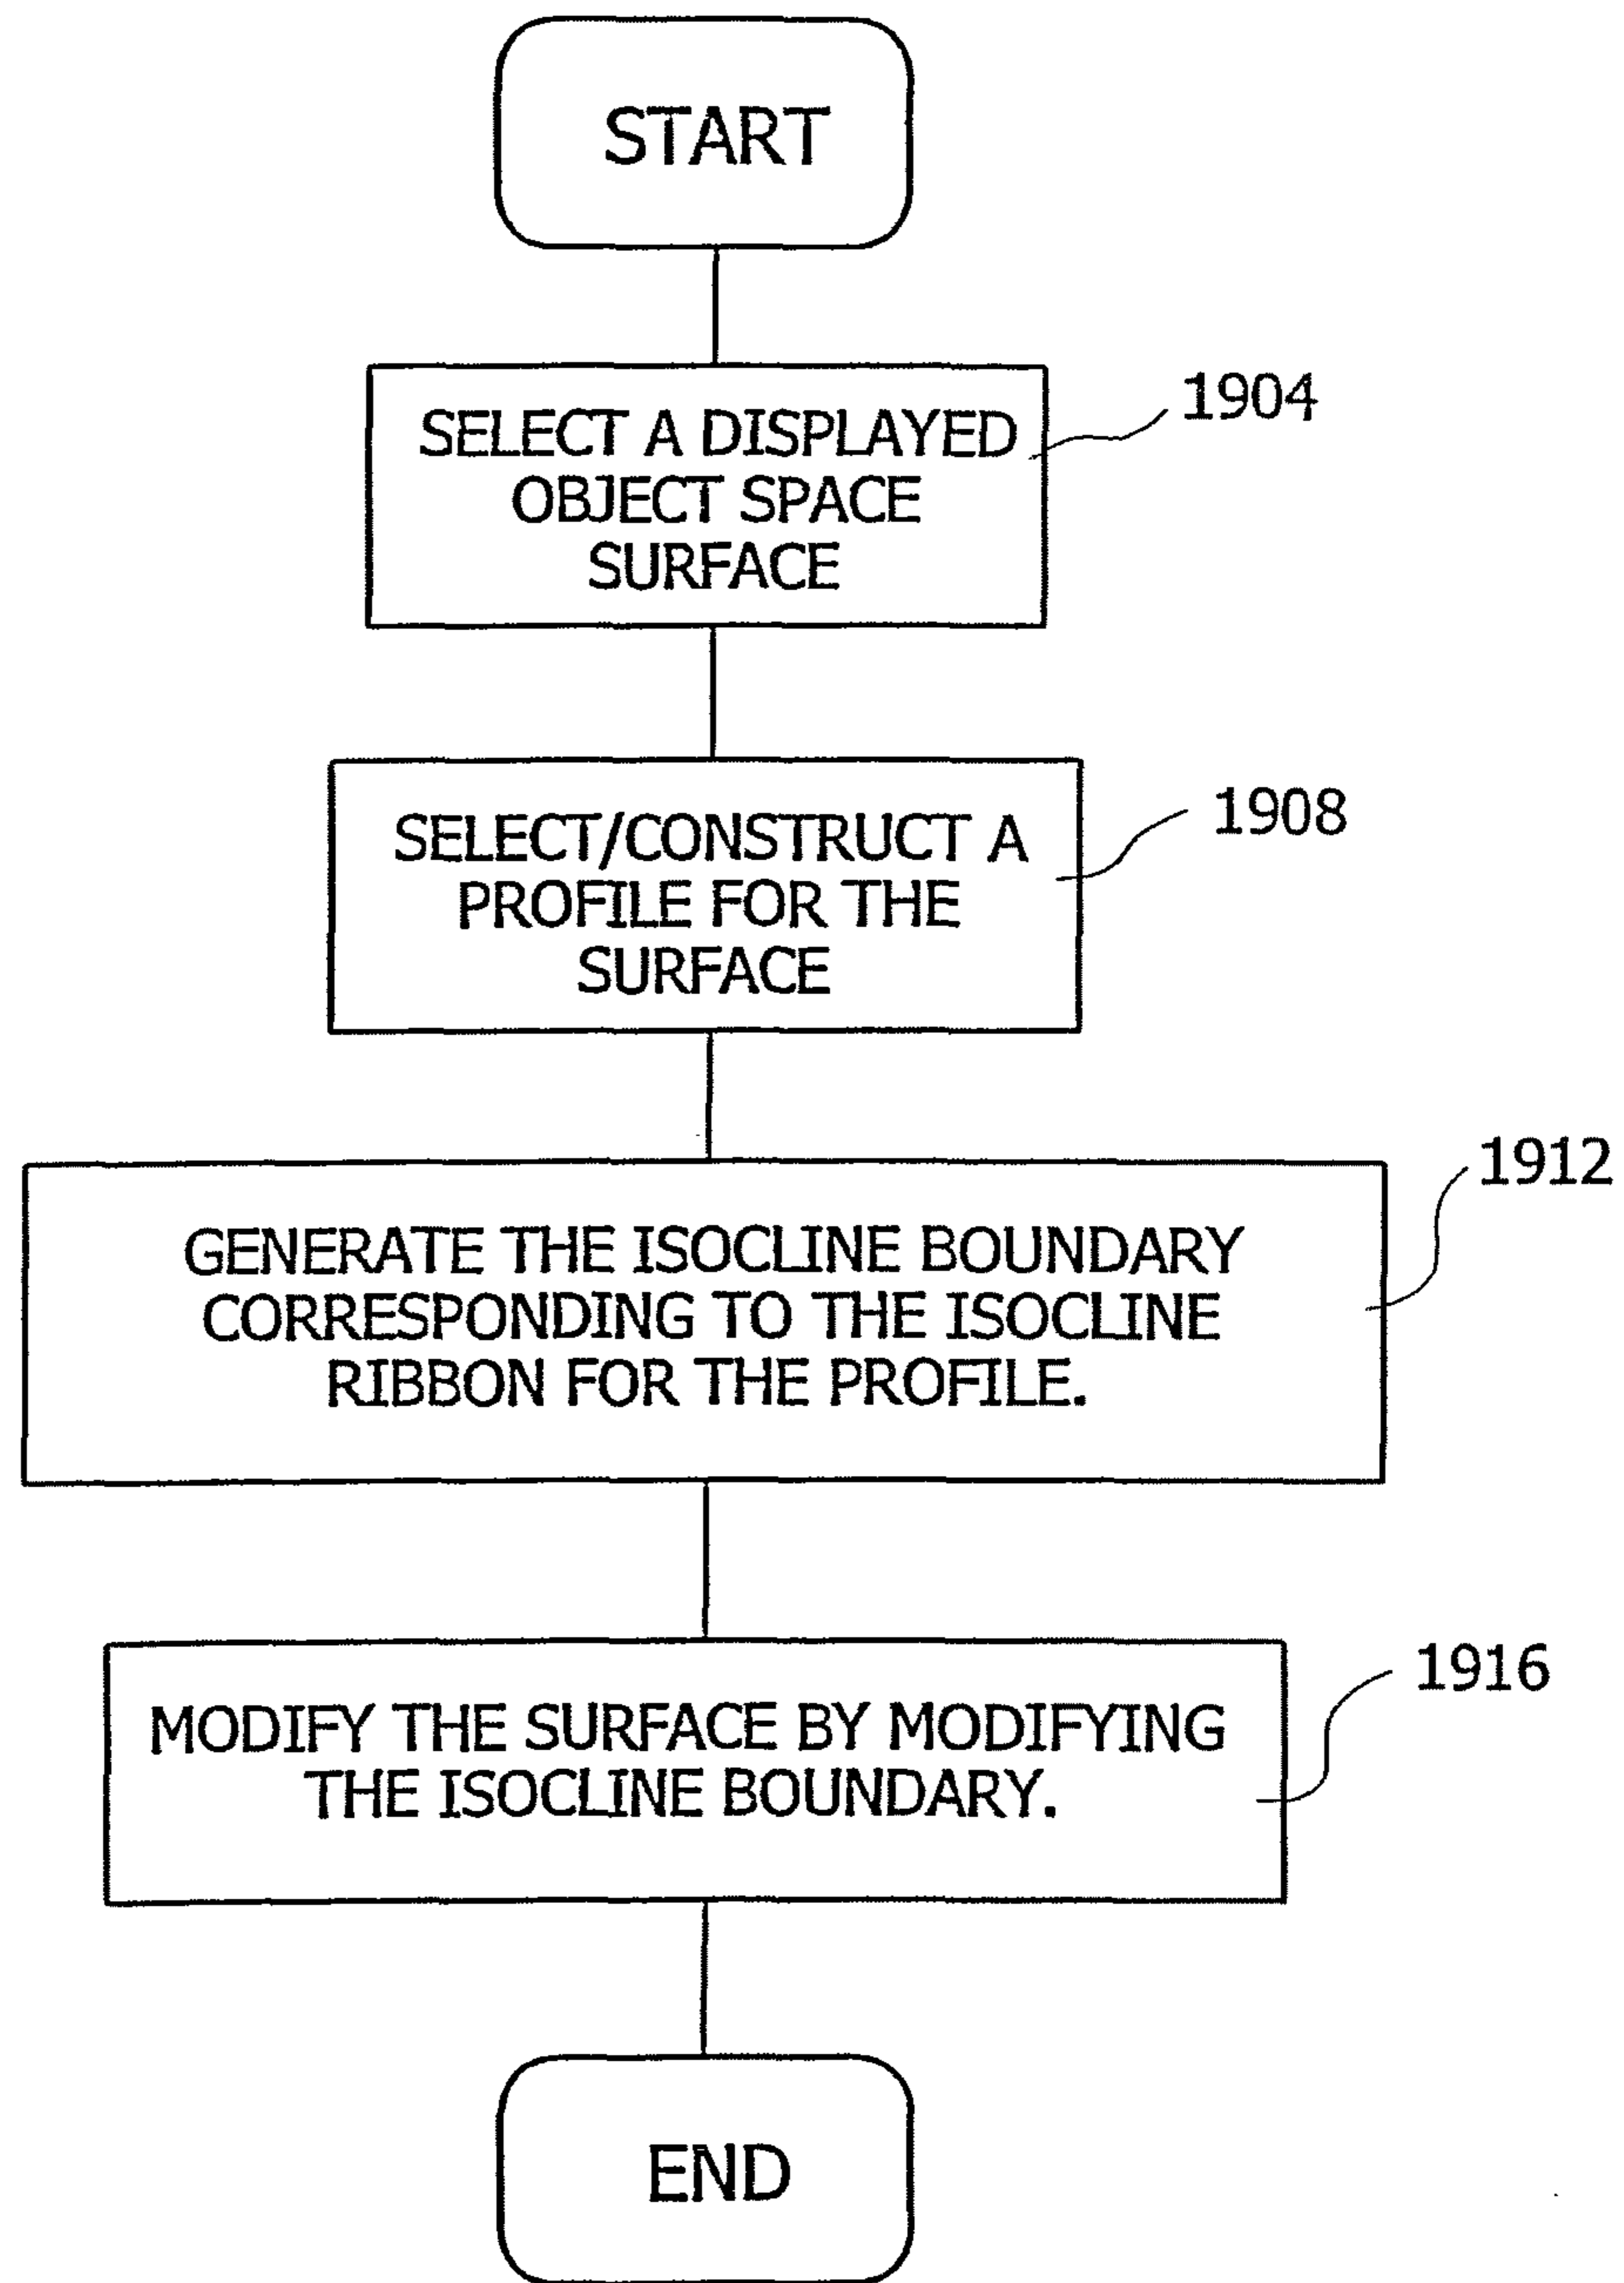 START
SELECT A DISPLAYED
OBJECT SPACE
SURFACE
1904
SELECT/CONSTRUCT A
PROFILE FOR THE
SURFACE
1908
GENERATE THE ISOCLINE BOUNDARY
CORRESPONDING TO THE ISOCLINE
RIBBON FOR THE PROFILE.
1912
MODIFY THE SURFACE BY MODIFYING
THE ISOCLINE BOUNDARY.
1916
END